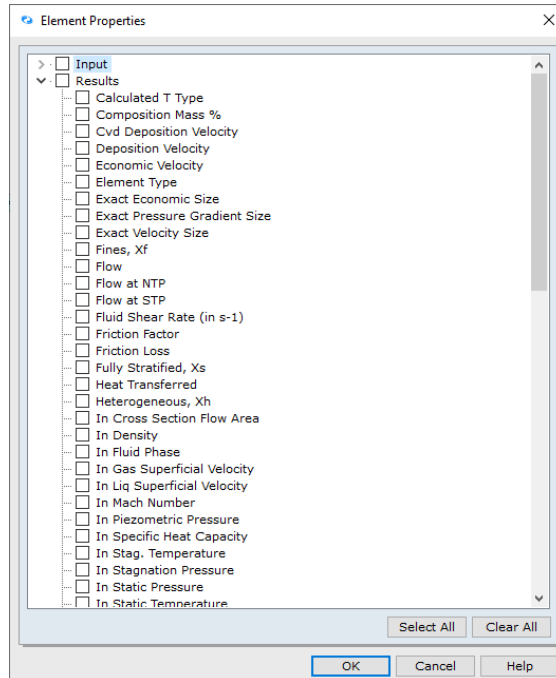 Element Properties
Input
Results
Calculated T Type
Composition Mass %
Cvd Deposition Velocity
Deposition Velocity
Economic Velocity
Element Type
Exact Economic Size
Exact Pressure Gradient Size
Exact Velocity Size
Fines, Xf
Flow
Flow at NTP
Flow at STP
Fluid Shear Rate (in s-1)
Friction Factor
Friction Loss
Fully Stratified, Xs
Heat Transferred
Heterogeneous, Xh
In Cross Section Flow Area
In Density
In Fluid Phase
In Gas Superficial Velocity
In Liq Superficial Velocity
In Mach Number
In Piezometric Pressure
In Specific Heat Capacity
In Stag. Temperature
In Stagnation Pressure
In Static Pressure
In Static Temperature
Select All Clear All
OK Cancel Help